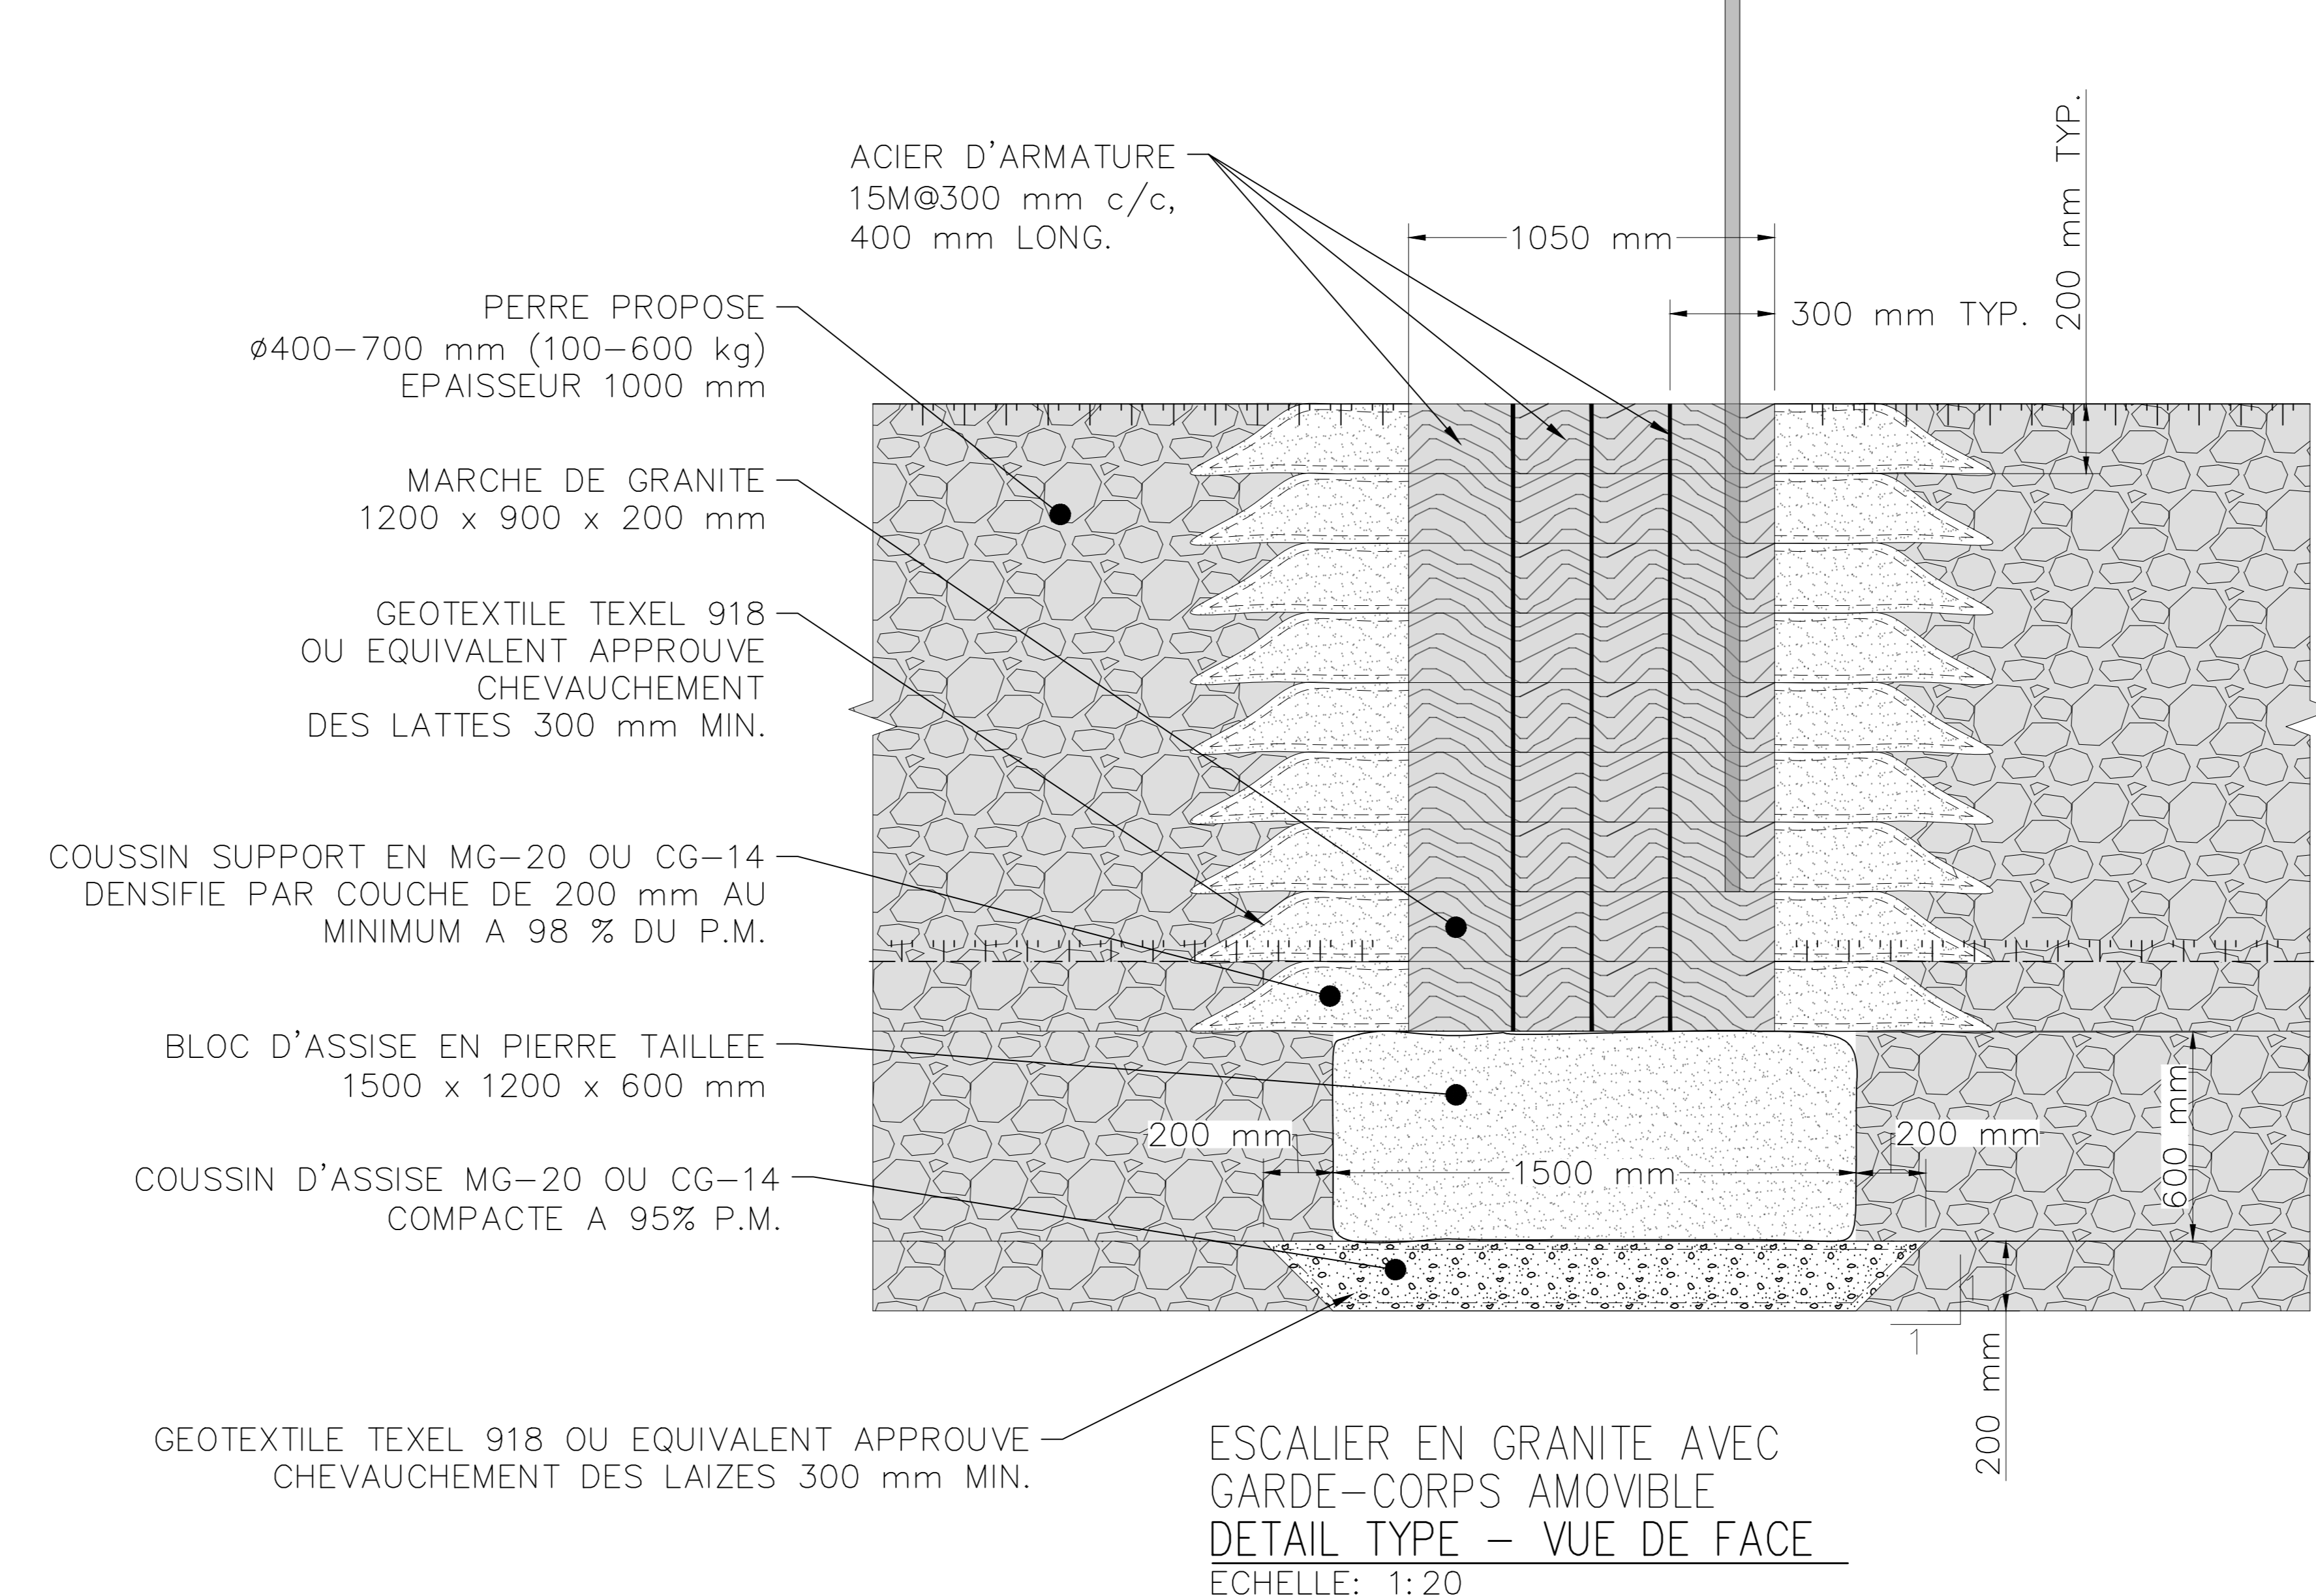 ACIER D'ARMATURE
15M@300 mm c/c,
400 mm LONG.
1050 mm
300 mm TYP.
200 mm TYP.
PERRE PROPOSE
Ø400-700 mm (100-600 kg)
EPAISSEUR 1000 mm
MARCHE DE GRANITE
1200 x 900 x 200 mm
GEOTEXTILE TEXEL 918
OU EQUIVALENT APPROUVE
CHEVAUCHEMENT
DES LATTES 300 mm MIN.
COUSSIN SUPPORT EN MG-20 OU CG-14
DENSIFIE PAR COUCHE DE 200 mm AU
MINIMUM A 98 % DU P.M.
BLOC D'ASSISE EN PIERRE TAILLEE
1500 x 1200 x 600 mm
200 mm
1500 mm
200 mm
600 mm
COUSSIN D'ASSISE MG-20 OU CG-14
COMPACTE A 95% P.M.
1
1
200 mm
GEOTEXTILE TEXEL 918 OU EQUIVALENT APPROUVE
CHEVAUCHEMENT DES LAIZES 300 mm MIN.
ESCALIER EN GRANITE AVEC
GARDE-CORPS AMOVIBLE
DETAIL TYPE - VUE DE FACE
ECHELLE: 1:20